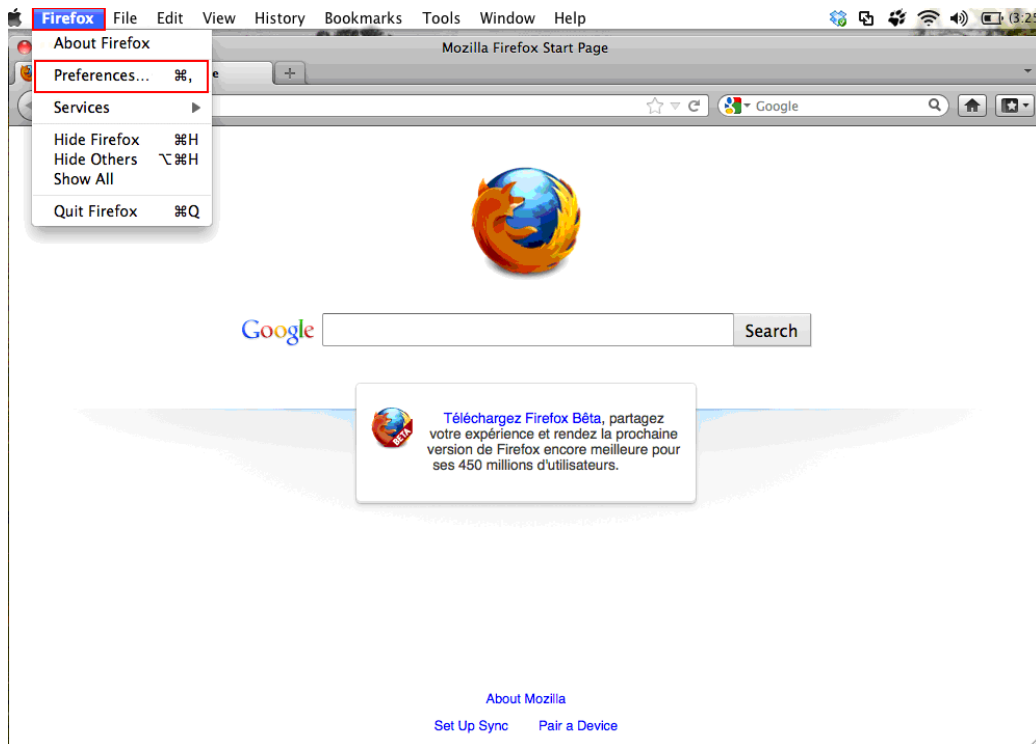 Firefox File Edit View History Bookmarks Tools Window Help (3:25
About Firefox
Mozilla Firefox Start Page
Preferences... ⌘,
e
Services
Google
Hide Firefox ⌘H
Hide Others ⌥⌘H
Show All
Quit Firefox ⌘Q
Google
Search
Téléchargez Firefox Bêta, partagez
votre expérience et rendez la prochaine
version de Firefox encore meilleure pour
ses 450 millions d'utilisateurs.
BETA
About Mozilla
Set Up Sync Pair a Device